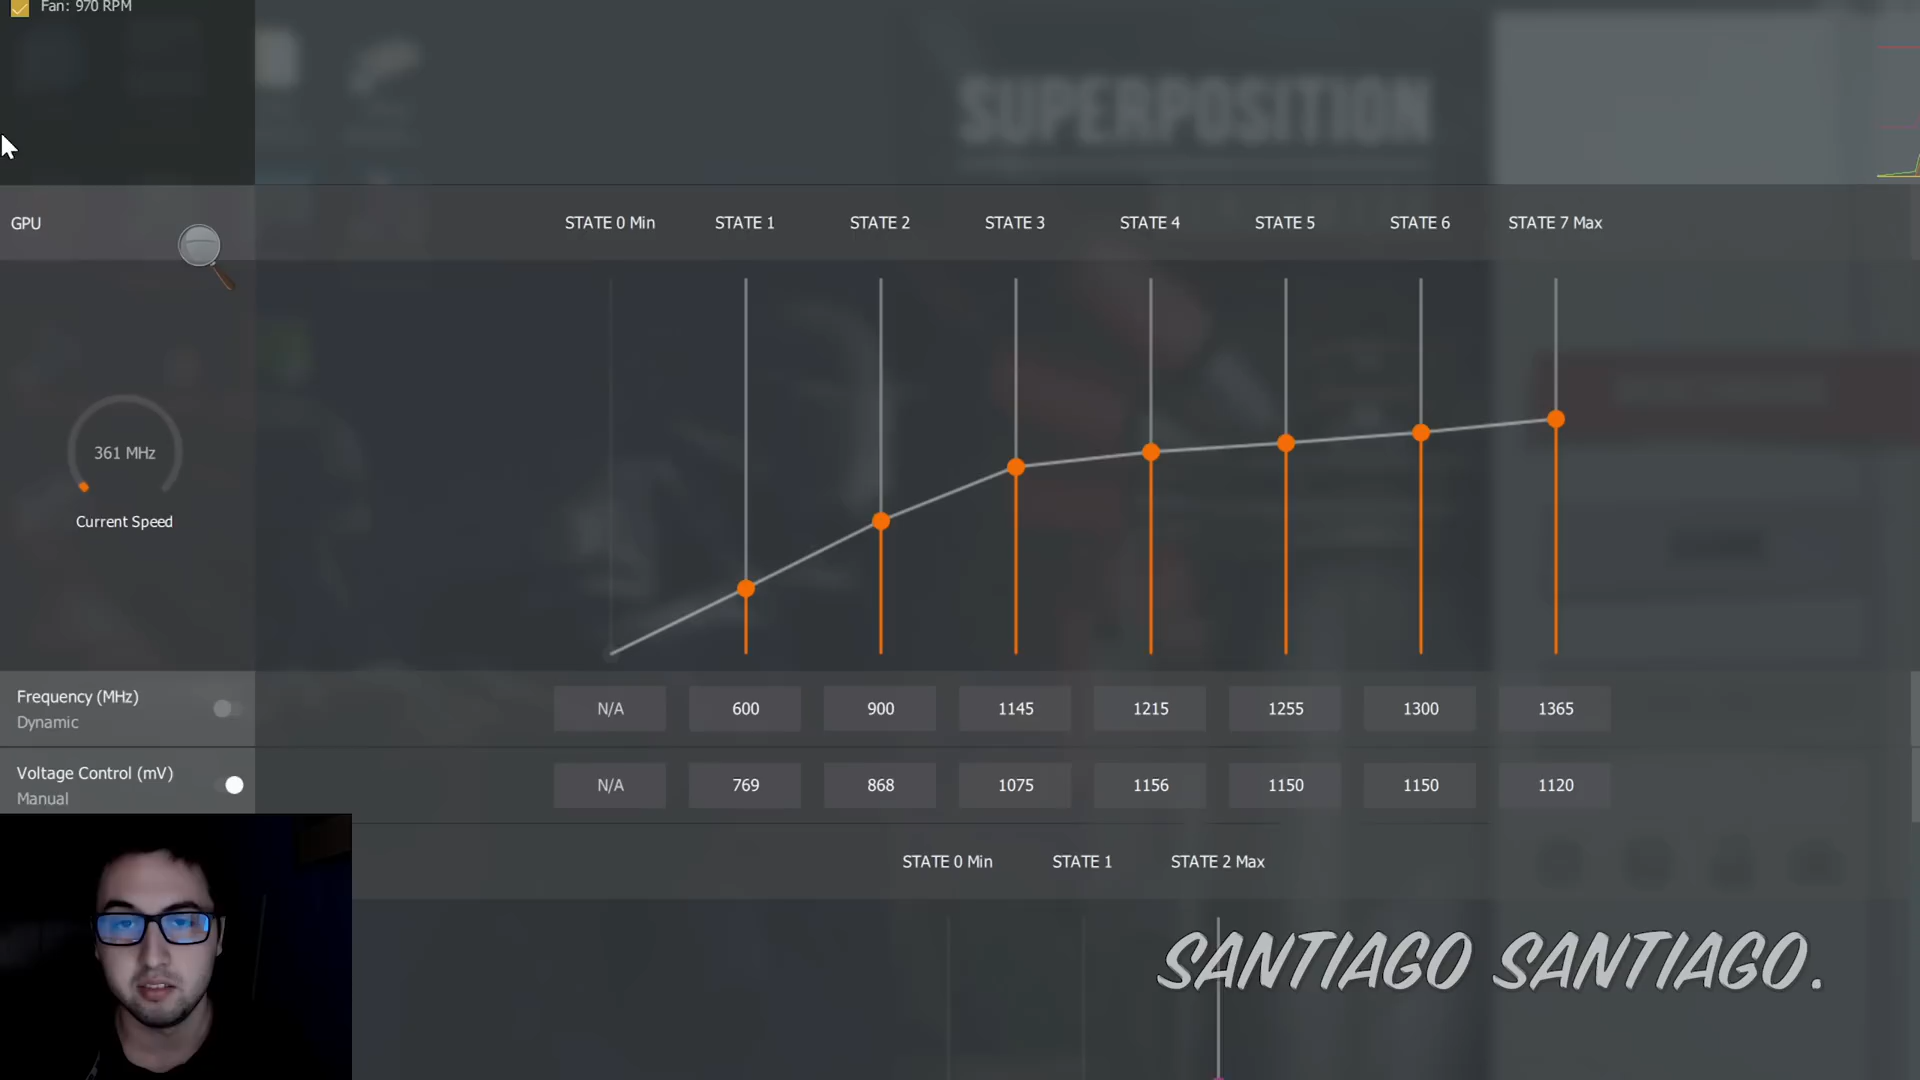 Fan: 970 RPM
SUPERPOSITION
GPU
STATE 0 Min
STATE 1
STATE 2
STATE 3
STATE 4
STATE 5
STATE 6
STATE 7 Max
361 MHz
Current Speed
Frequency (MHz)
Dynamic
N/A
600
900
1145
1215
1255
1300
1365
Voltage Control (mV)
Manual
N/A
769
868
1075
1156
1150
1150
1120
STATE 0 Min
STATE 1
STATE 2 Max
SANTIAGO SANTIAGO.